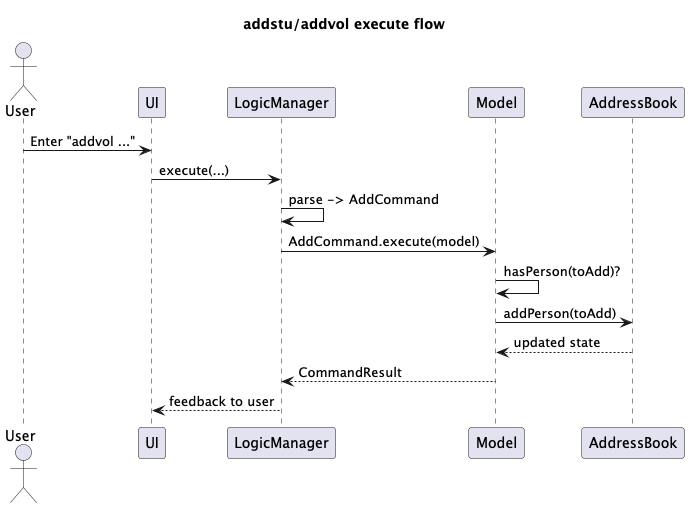 addstu/addvol execute flow
User
UI
LogicManager
Model
AddressBook
Enter "addvol ..."
execute(...)
parse -> AddCommand
AddCommand.execute(model)
hasPerson(toAdd)?
addPerson(toAdd)
updated state
CommandResult
feedback to user
User
UI
LogicManager
Model
AddressBook